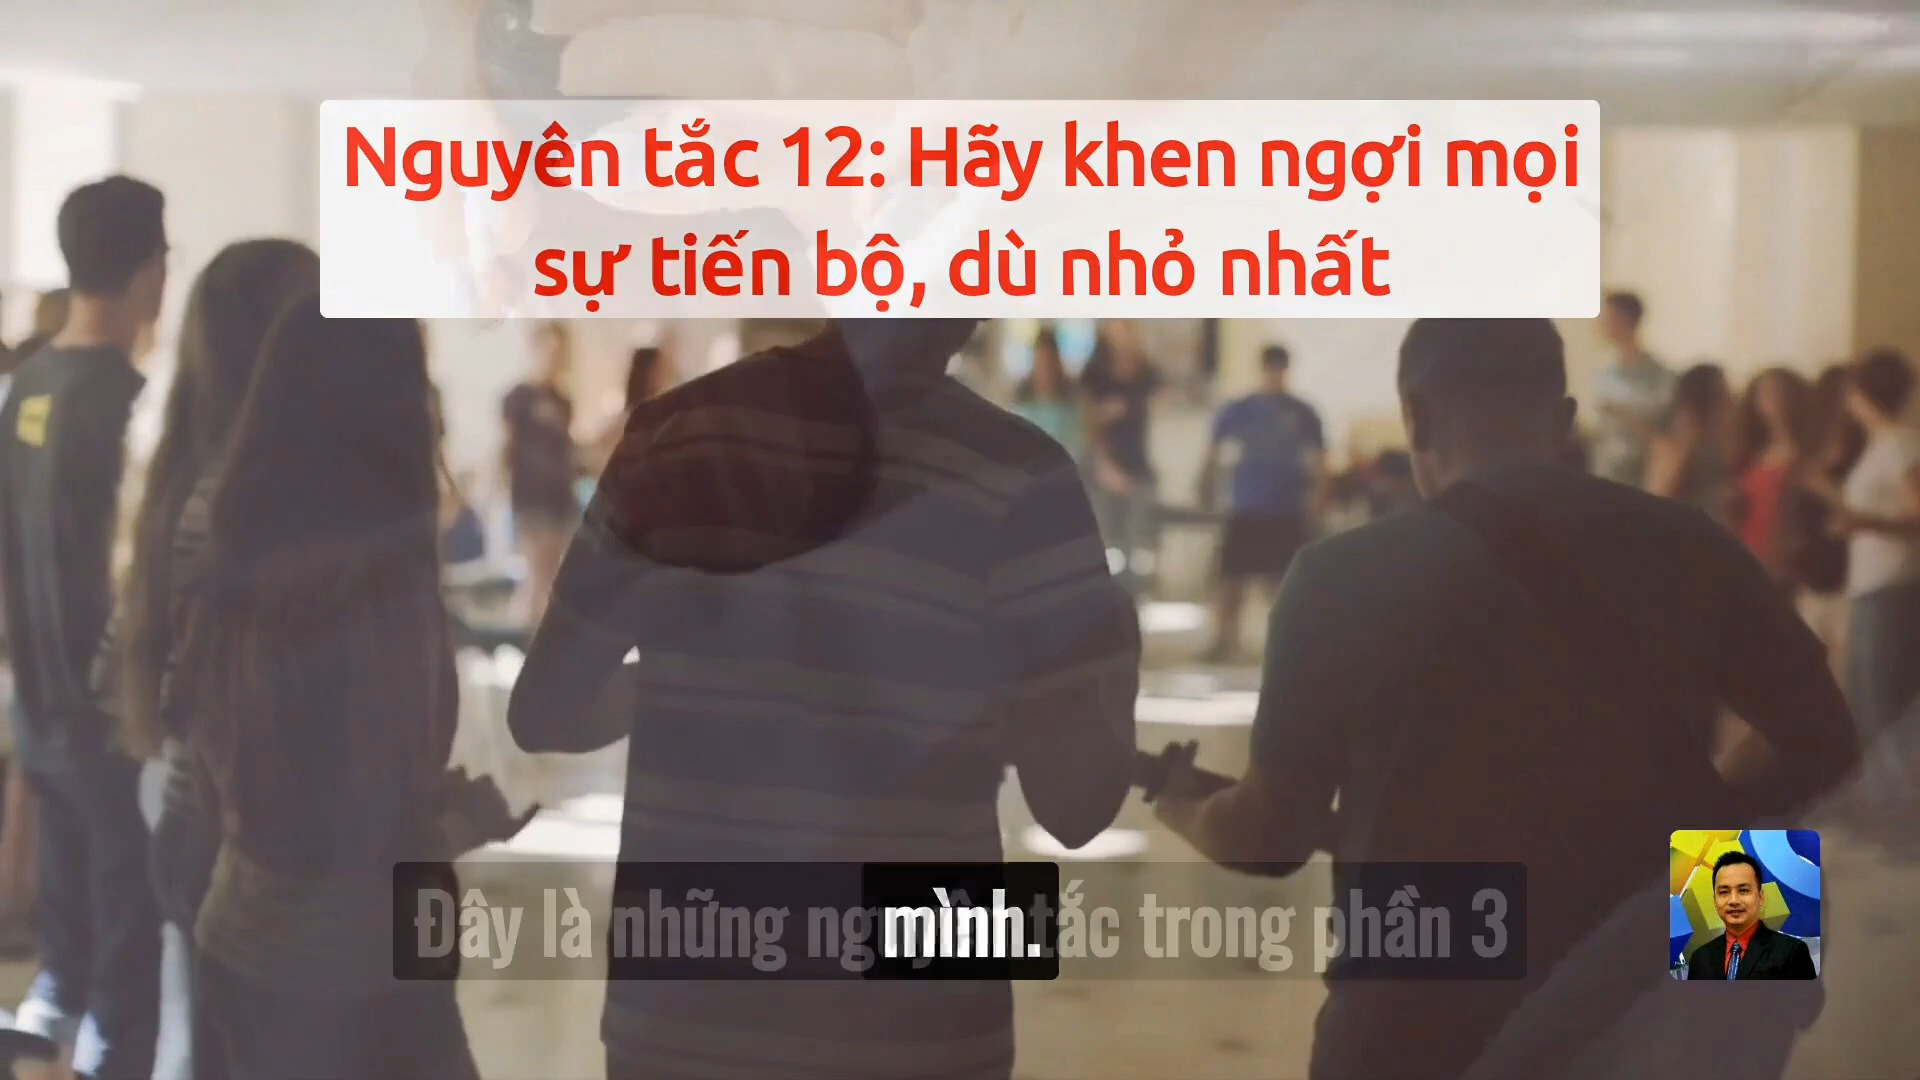 Nguyên tắc 12: Hãy khen ngợi mọi
sự tiến bộ, dù nhỏ nhất
Đây là những nguyên tắc trong phần 3
mình.